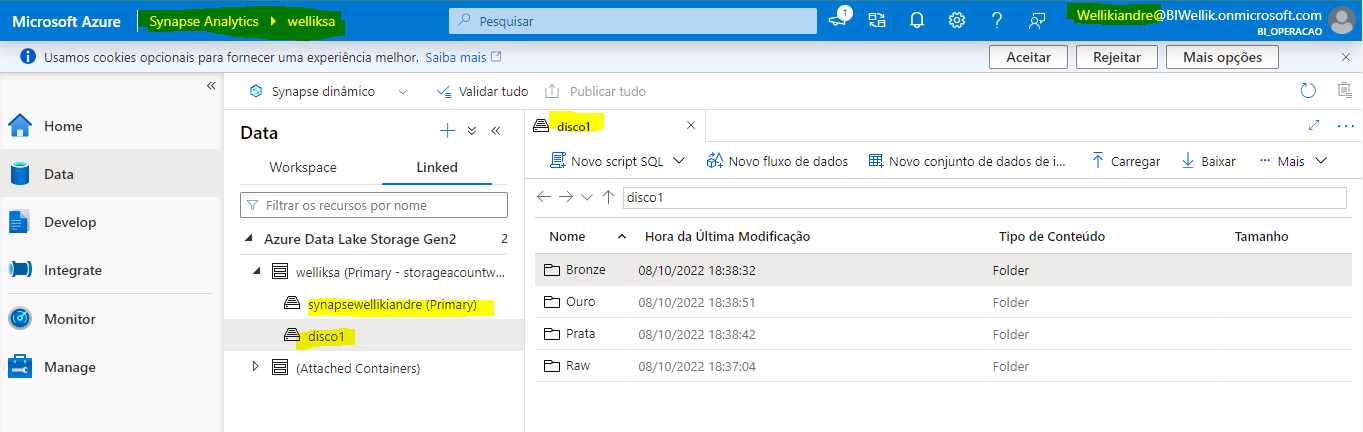 Microsoft Azure Synapse Analytics welliksa Pesquisar 1 Wellikiandre@BIWellik.onmicrosoft.com
BI_OPERACAO
Usamos cookies opcionais para fornecer uma experiência melhor. Saiba mais Aceitar Rejeitar Mais opções
Synapse dinâmico Validar tudo Publicar tudo
Home
Data
Develop
Integrate
Monitor
Manage
Data
Workspace Linked
Filtrar os recursos por nome
Azure Data Lake Storage Gen2 2
welliksa (Primary - storageacountw...
synapsewellikiandre (Primary)
disco1
(Attached Containers)
disco1
Novo script SQL Novo fluxo de dados Novo conjunto de dados de i... Carregar Baixar Mais
disco1
Nome Hora da Última Modificação Tipo de Conteúdo Tamanho
Bronze 08/10/2022 18:38:32 Folder
Ouro 08/10/2022 18:38:51 Folder
Prata 08/10/2022 18:38:42 Folder
Raw 08/10/2022 18:37:04 Folder